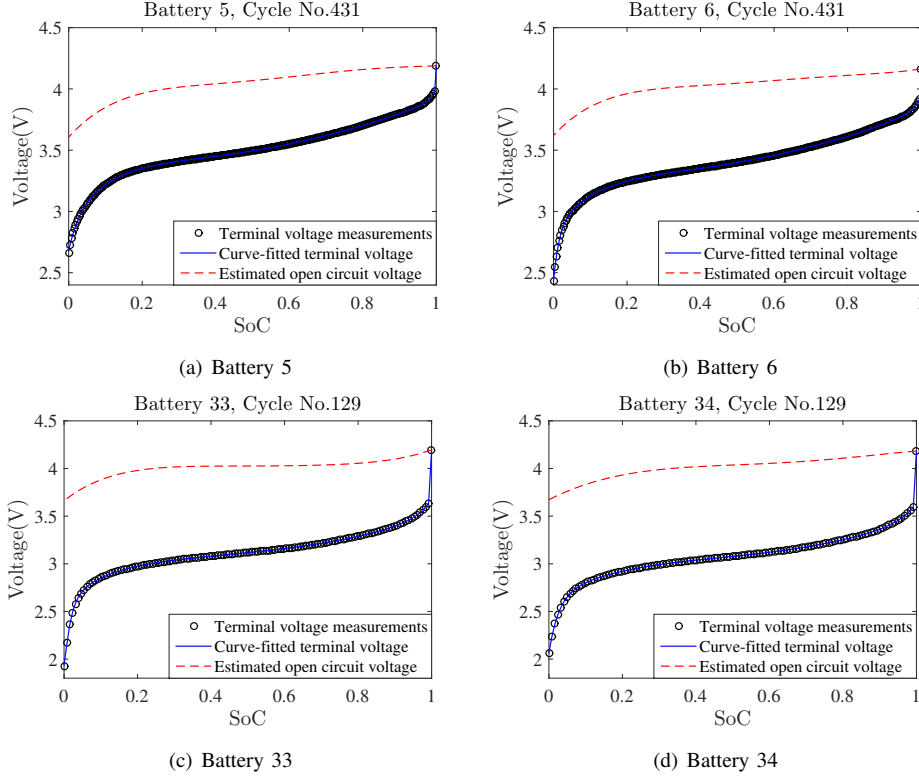 Battery 5, Cycle No.431
4.5
4
3.5
3
2.5
Voltage(V)
Terminal voltage measurements
Curve-fitted terminal voltage
Estimated open circuit voltage
0 0.2 0.4 0.6 0.8 1
SoC
(a) Battery 5
Battery 6, Cycle No.431
4.5
4
3.5
3
2.5
Voltage(V)
Terminal voltage measurements
Curve-fitted terminal voltage
Estimated open circuit voltage
0 0.2 0.4 0.6 0.8 1
SoC
(b) Battery 6
Battery 33, Cycle No.129
4.5
4
3.5
3
2.5
2
Voltage(V)
Terminal voltage measurements
Curve-fitted terminal voltage
Estimated open circuit voltage
0 0.2 0.4 0.6 0.8 1
SoC
(c) Battery 33
Battery 34, Cycle No.129
4.5
4
3.5
3
2.5
2
Voltage(V)
Terminal voltage measurements
Curve-fitted terminal voltage
Estimated open circuit voltage
0 0.2 0.4 0.6 0.8 1
SoC
(d) Battery 34